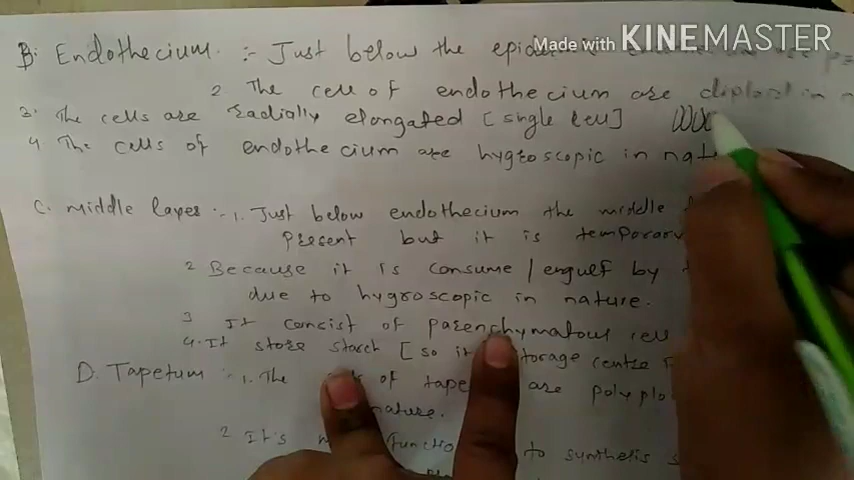 Made with KINEMASTER
B. Endothecium :- Just below the
2. The cell of endothecium are diploid in
3. The cells are radially elongated [single cell]
4 The cells of endothecium are hygroscopic in
C. middle layer :- 1. Just below endothecium the middle
present but it is temporary
2 Because it is consume / engulf by
due to hygroscopic in nature.
3 It consist of parenchymatous cell
4. It store starch [so it storage centre
D. Tapetum :- 1. The of are
nature.
2 It's to synthesis